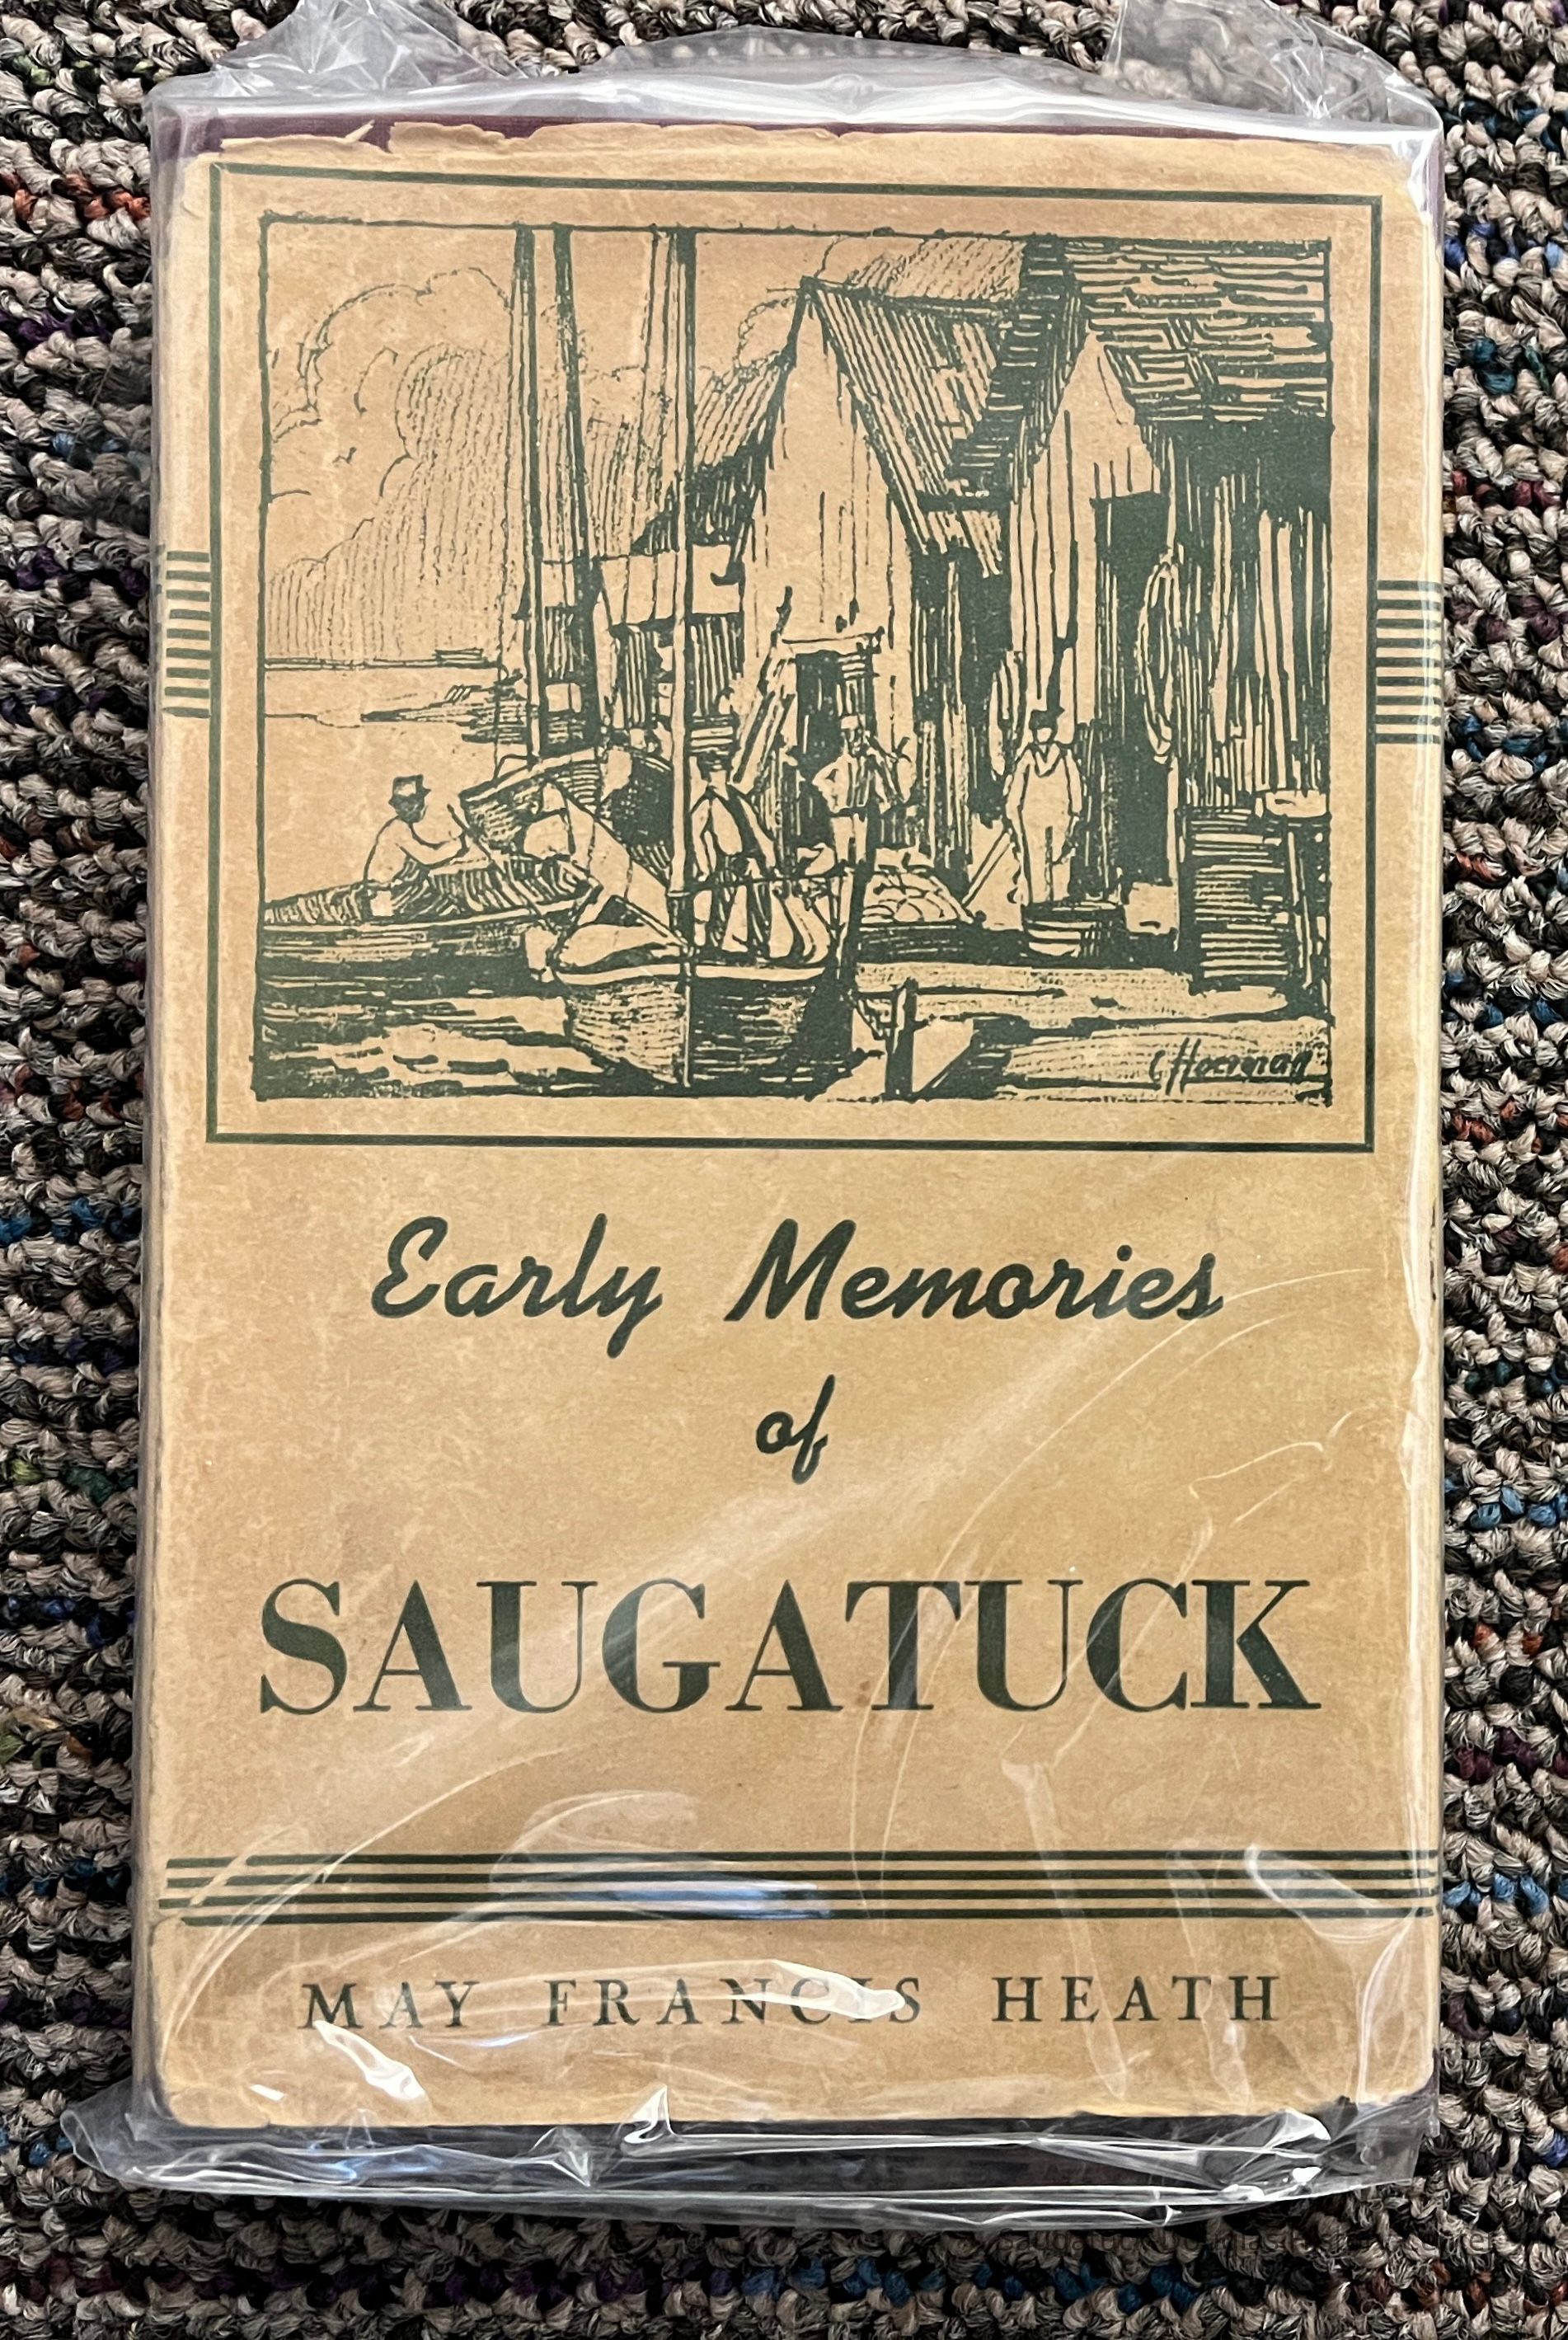 Early Memories
of
SAUGATUCK
MAY FRANCIS HEATH